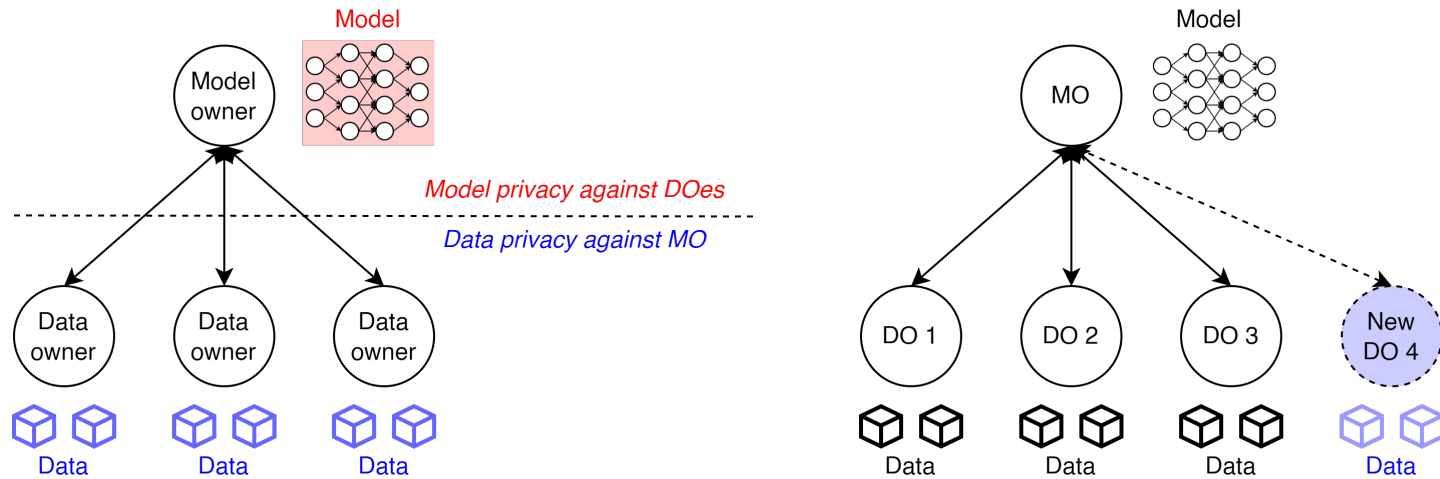 Model
Model
owner
Model privacy against DOes
Data privacy against MO
Data
owner
Data
owner
Data
owner
Data
Data
Data
Model
MO
DO 1
DO 2
DO 3
New
DO 4
Data
Data
Data
Data